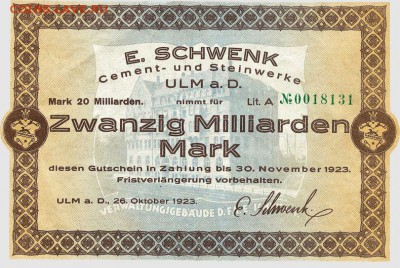 E. SCHWENK
Cement- und Steinwerke
ULM a. D.
Mark 20 Milliarden. nimmt für Lit. A № 0018131
Zwanzig Milliarden
Mark
diesen Gutschein in Zahlung bis 30. November 1923.
Fristverlängerung vorbehalten.
ULM a. D., 26. Oktober 1923.
E. Schwenk
VERWALTUNGSGEBÄUDE D.